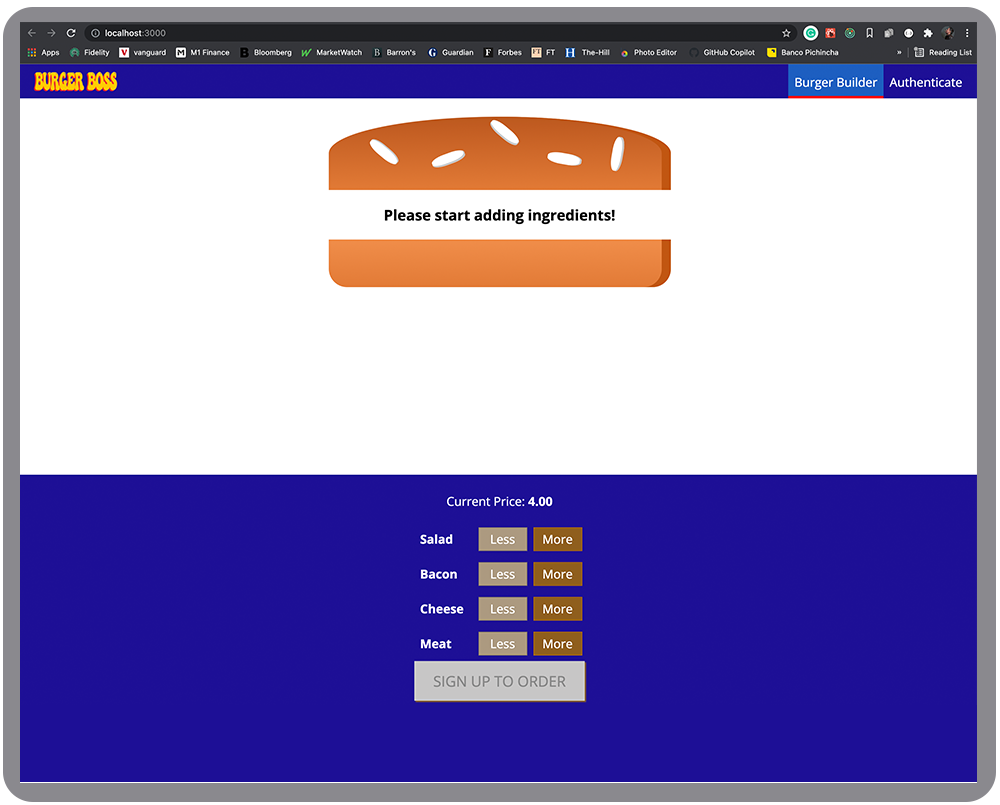 localhost:3000
Apps Fidelity vanguard M1 Finance Bloomberg MarketWatch Barron's Guardian Forbes FT The-Hill Photo Editor GitHub Copilot Banco Pichincha » Reading List
BURGER BOSS Burger Builder Authenticate
Please start adding ingredients!
Current Price: 4.00
Salad Less More
Bacon Less More
Cheese Less More
Meat Less More
SIGN UP TO ORDER